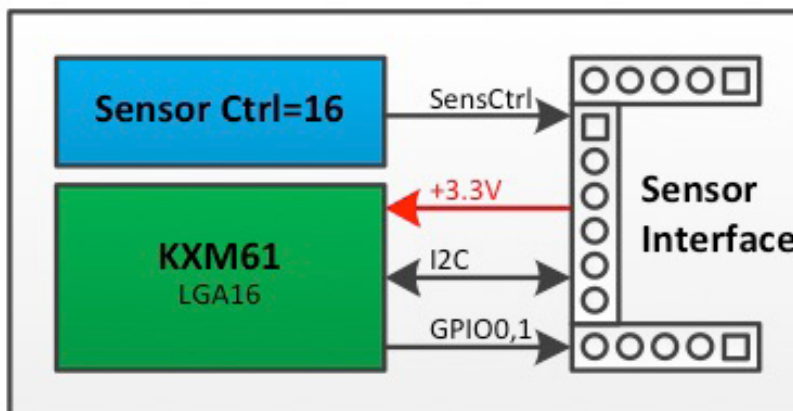 Sensor Ctrl=16
SensCtrl
+3.3V
KXM61
LGA16
I2C
GPIO0,1
Sensor
Interface